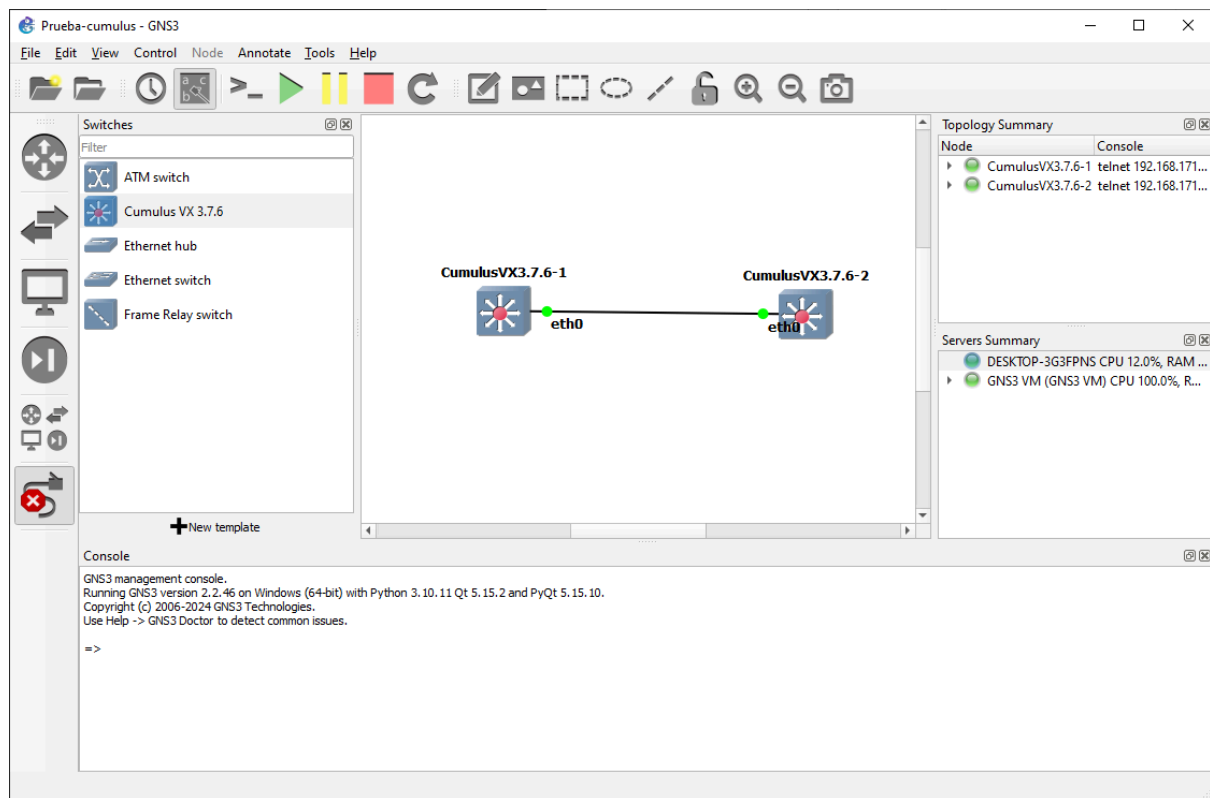 Prueba-cumulus - GNS3
File Edit View Control Node Annotate Tools Help
Switches
Filter
ATM switch
Cumulus VX 3.7.6
Ethernet hub
Ethernet switch
Frame Relay switch
New template
CumulusVX3.7.6-1
eth0
CumulusVX3.7.6-2
eth0
Topology Summary
Node Console
CumulusVX3.7.6-1 telnet 192.168.171...
CumulusVX3.7.6-2 telnet 192.168.171...
Servers Summary
DESKTOP-3G3FPNS CPU 12.0%, RAM ...
GNS3 VM (GNS3 VM) CPU 100.0%, R...
Console
GNS3 management console.
Running GNS3 version 2.2.46 on Windows (64-bit) with Python 3.10.11 Qt 5.15.2 and PyQt 5.15.10.
Copyright (c) 2006-2024 GNS3 Technologies.
Use Help -> GNS3 Doctor to detect common issues.
=>